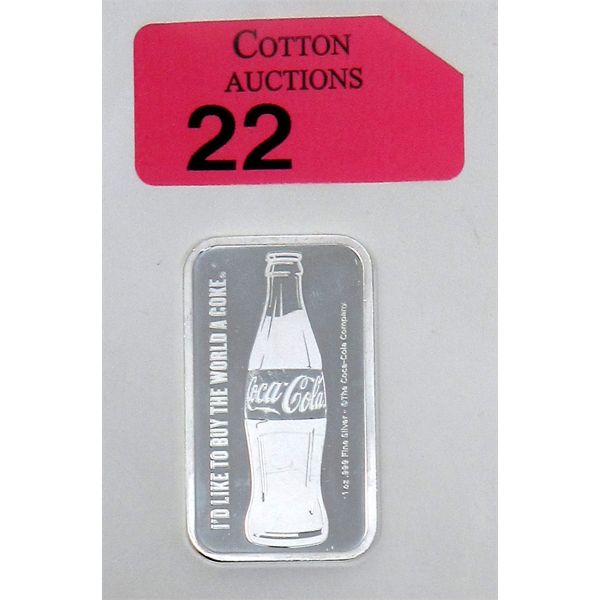 COTTON
AUCTIONS
22
I'D LIKE TO BUY THE WORLD A COKE.®
Coca-Cola
1 oz .999 Fine Silver - ©The Coca-Cola Company